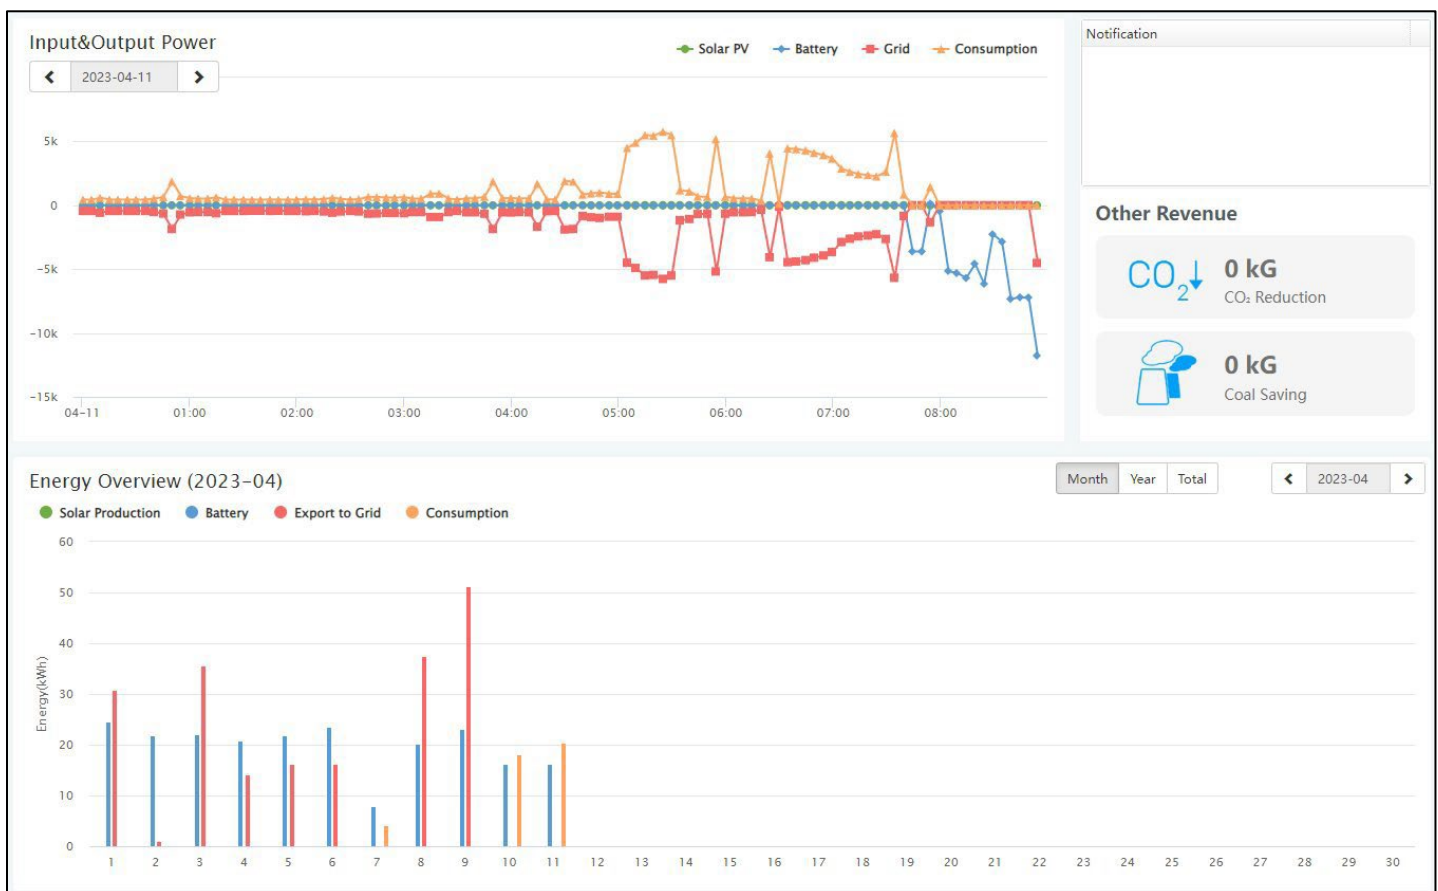 Input&Output Power
Solar PV Battery Grid Consumption
2023-04-11
5k
0
-5k
-10k
-15k
04-11 01:00 02:00 03:00 04:00 05:00 06:00 07:00 08:00
Notification
Other Revenue
CO₂
0 kG
CO₂ Reduction
0 kG
Coal Saving
Energy Overview (2023-04)
Month Year Total 2023-04
Solar Production Battery Export to Grid Consumption
Energy(kWh)
60
50
40
30
20
10
0
1 2 3 4 5 6 7 8 9 10 11 12 13 14 15 16 17 18 19 20 21 22 23 24 25 26 27 28 29 30